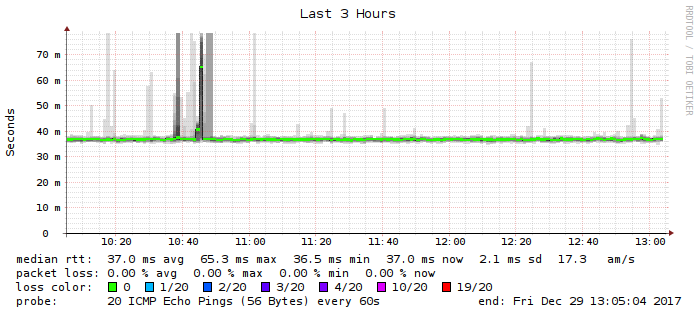 Last 3 Hours
RRDTOOL / TOBI OETIKER
Seconds
70 m
60 m
50 m
40 m
30 m
20 m
10 m
0
10:20 10:40 11:00 11:20 11:40 12:00 12:20 12:40 13:00
median rtt: 37.0 ms avg 65.3 ms max 36.5 ms min 37.0 ms now 2.1 ms sd 17.3 am/s
packet loss: 0.00 % avg 0.00 % max 0.00 % min 0.00 % now
loss color: 0 1/20 2/20 3/20 4/20 10/20 19/20
probe: 20 ICMP Echo Pings (56 Bytes) every 60s end: Fri Dec 29 13:05:04 2017